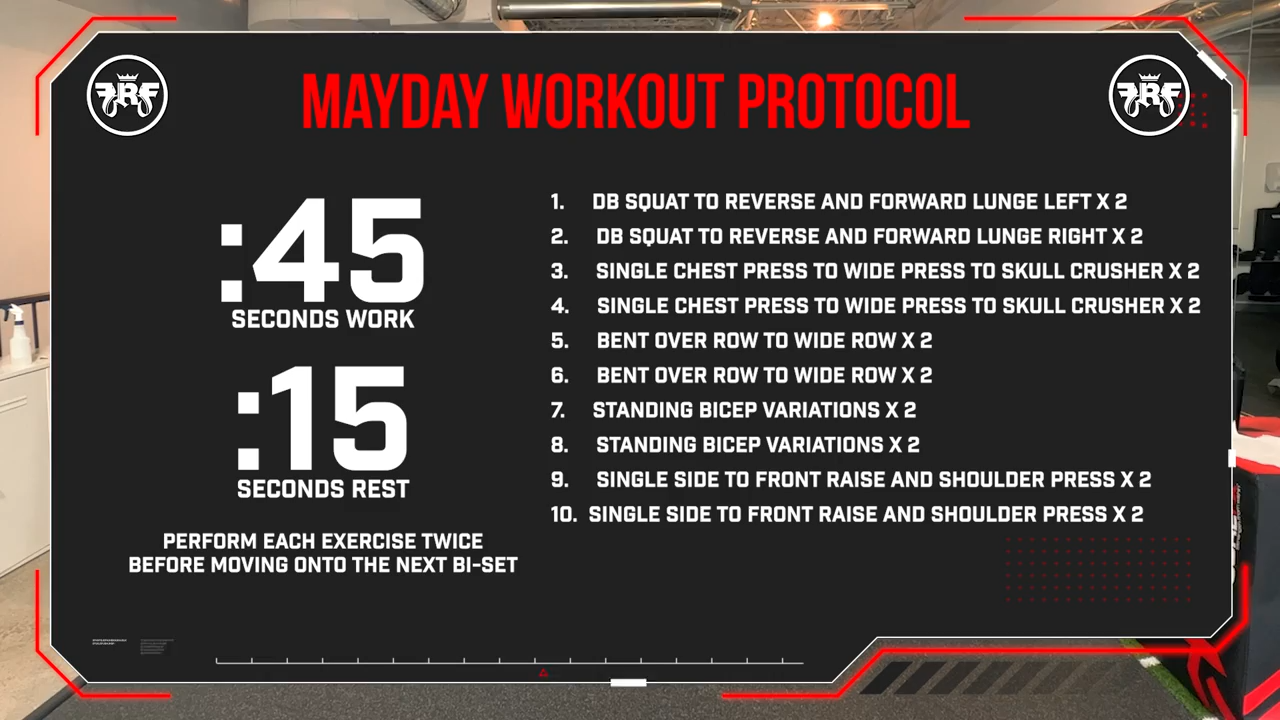 MAYDAY WORKOUT PROTOCOL
:45
SECONDS WORK
:15
SECONDS REST
PERFORM EACH EXERCISE TWICE
BEFORE MOVING ONTO THE NEXT BI-SET
1. DB SQUAT TO REVERSE AND FORWARD LUNGE LEFT X 2
2. DB SQUAT TO REVERSE AND FORWARD LUNGE RIGHT X 2
3. SINGLE CHEST PRESS TO WIDE PRESS TO SKULL CRUSHER X 2
4. SINGLE CHEST PRESS TO WIDE PRESS TO SKULL CRUSHER X 2
5. BENT OVER ROW TO WIDE ROW X 2
6. BENT OVER ROW TO WIDE ROW X 2
7. STANDING BICEP VARIATIONS X 2
8. STANDING BICEP VARIATIONS X 2
9. SINGLE SIDE TO FRONT RAISE AND SHOULDER PRESS X 2
10. SINGLE SIDE TO FRONT RAISE AND SHOULDER PRESS X 2